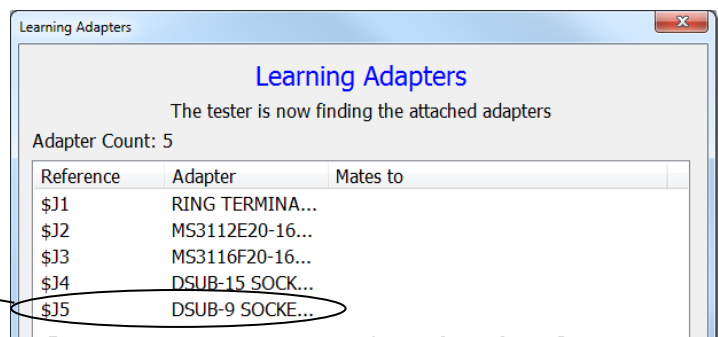 Learning Adapters
Learning Adapters
The tester is now finding the attached adapters
Adapter Count: 5
Reference Adapter Mates to
$J1 RING TERMINA...
$J2 MS3112E20-16...
$J3 MS3116F20-16...
$J4 DSUB-15 SOCK...
$J5 DSUB-9 SOCKE...